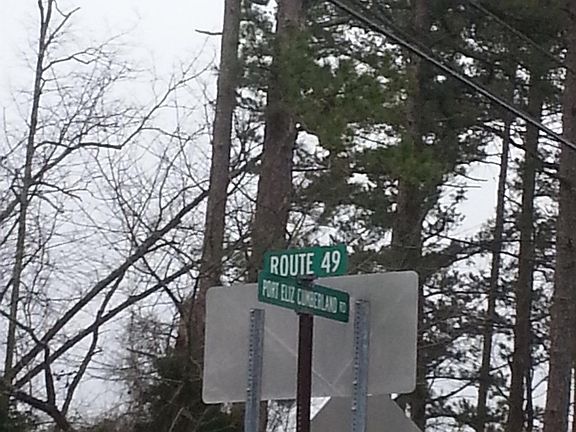 ROUTE 49
PORT ELIZ CUMBERLAND RD